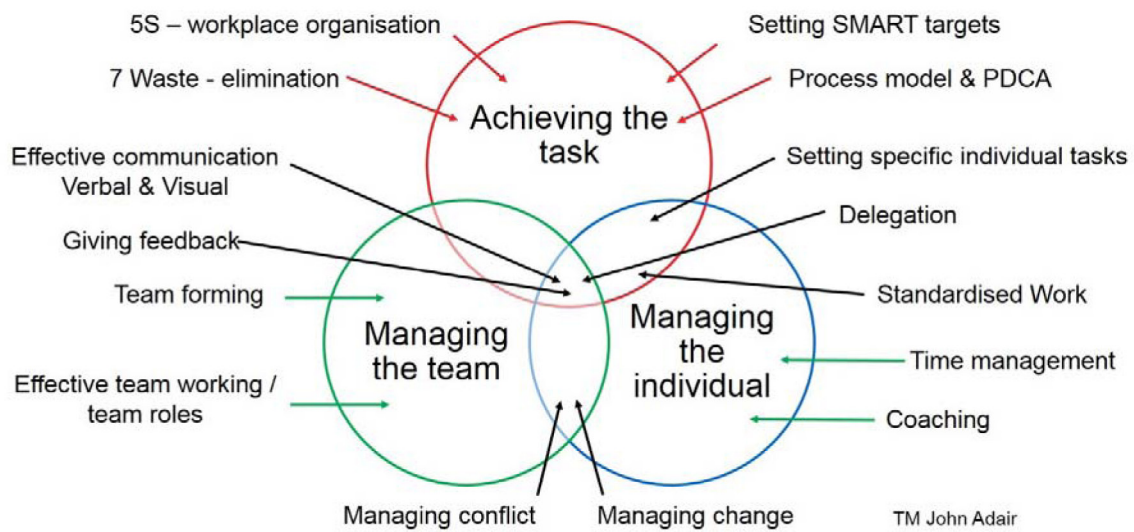 5S – workplace organisation
Setting SMART targets
7 Waste - elimination
Process model & PDCA
Achieving the
task
Effective communication
Verbal & Visual
Setting specific individual tasks
Giving feedback
Delegation
Team forming
Standardised Work
Managing
the team
Managing
the
individual
Time management
Effective team working /
team roles
Coaching
Managing conflict
Managing change
TM John Adair